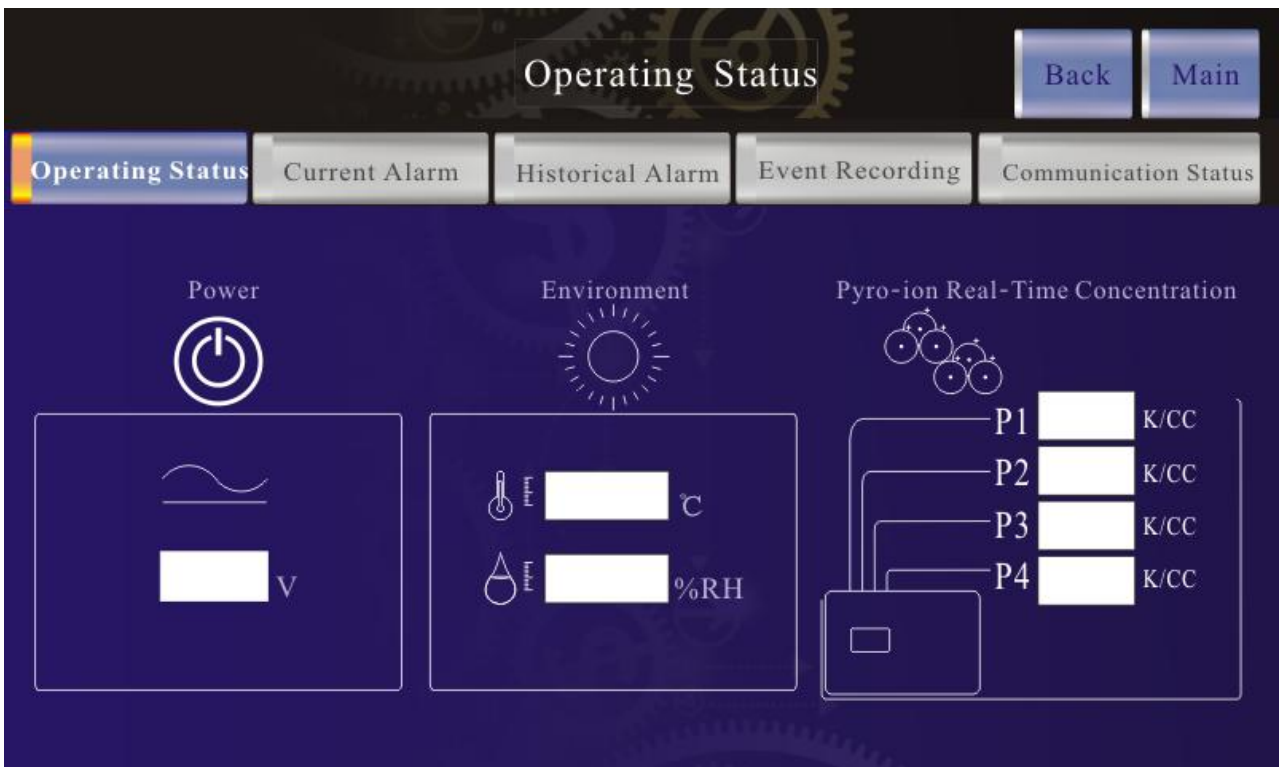 Operating Status
Back
Main
Operating Status
Current Alarm
Historical Alarm
Event Recording
Communication Status
Power
Environment
Pyro-ion Real-Time Concentration
V
℃
%RH
P1 K/CC
P2 K/CC
P3 K/CC
P4 K/CC